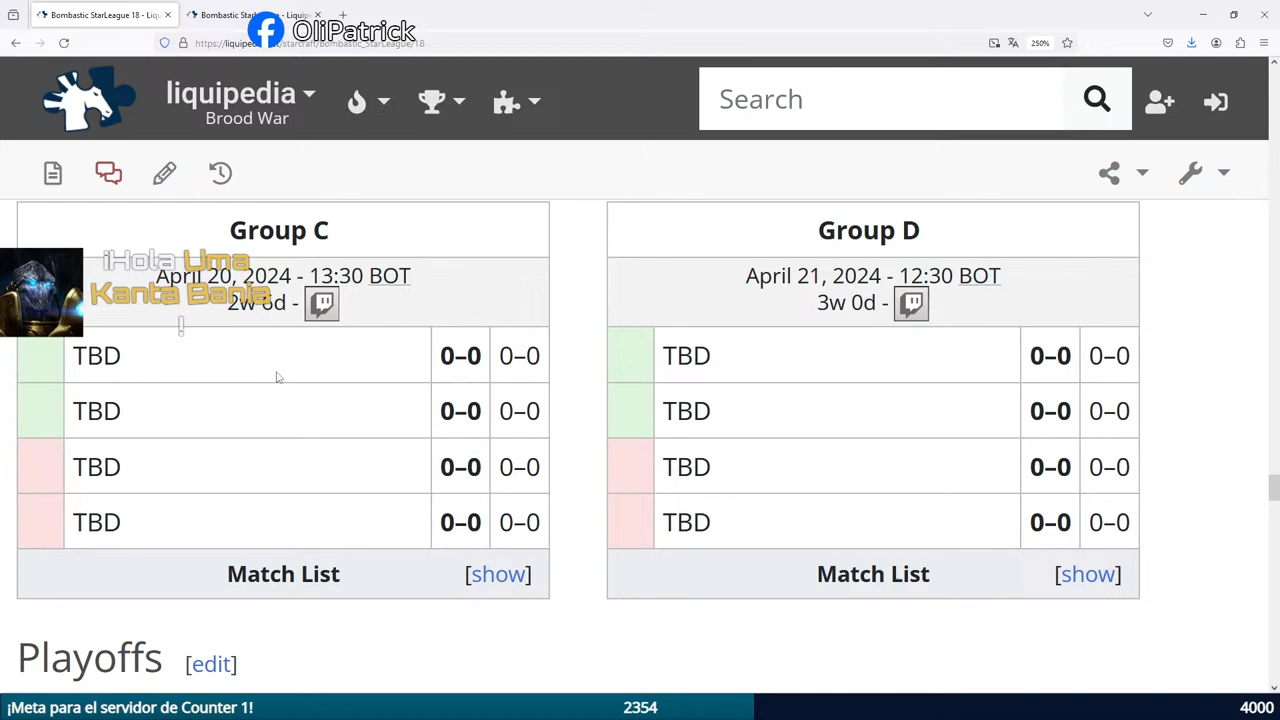 Bombastic StarLeague 18 - Liqu
Bombastic Star
OliPatrick
250%
liquipedia
Brood War
Search
Group C
April 20, 2024 - 13:30 BOT
2w 6d -
¡Hola Uma
Kanta Bania
!
TBD 0–0 0–0
TBD 0–0 0–0
TBD 0–0 0–0
TBD 0–0 0–0
Match List [show]
Group D
April 21, 2024 - 12:30 BOT
3w 0d -
TBD 0–0 0–0
TBD 0–0 0–0
TBD 0–0 0–0
TBD 0–0 0–0
Match List [show]
Playoffs [edit]
¡Meta para el servidor de Counter 1! 2354 4000